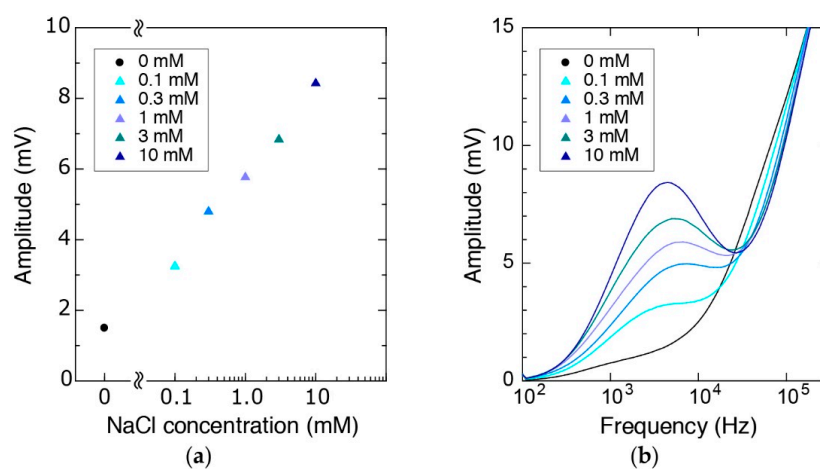 10
8
6
4
2
0
Amplitude (mV)
0 mM
0.1 mM
0.3 mM
1 mM
3 mM
10 mM
0
0.1
1.0
10
NaCl concentration (mM)
(a)
15
10
5
0
Amplitude (mV)
0 mM
0.1 mM
0.3 mM
1 mM
3 mM
10 mM
10²
10³
10⁴
10⁵
Frequency (Hz)
(b)